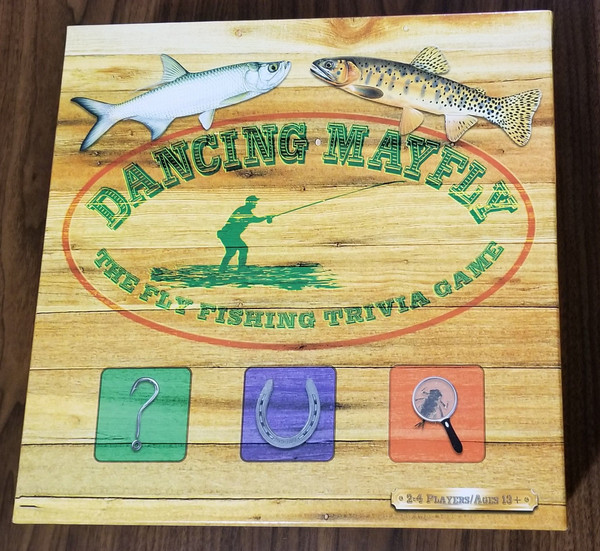 DANCING MAYFLY
THE FLY FISHING TRIVIA GAME
2-4 PLAYERS/AGES 13+